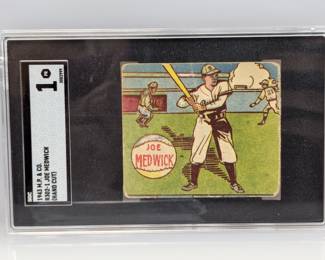 1
1943 M.P. & CO.
R302-1 JOE MEDWICK
(HAND CUT)
JOE
MEDWICK